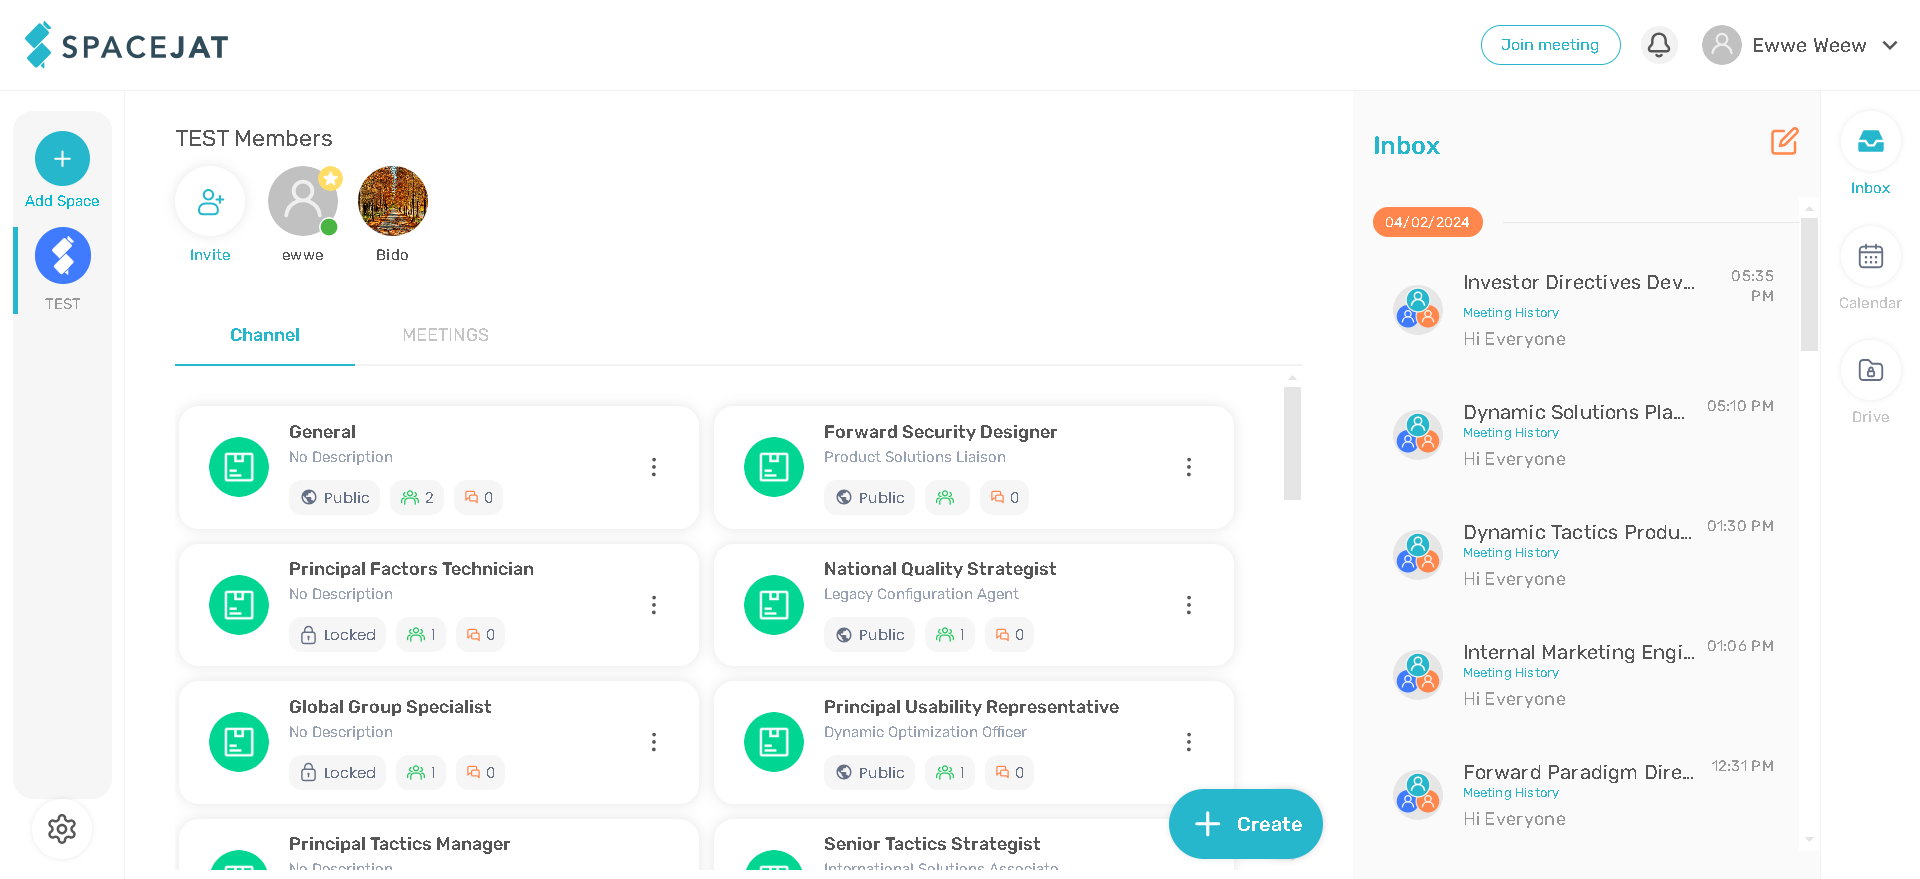 SPACEJAT
Join meeting
Ewwe Weew
Add Space
TEST
TEST Members
Invite
ewwe
Bido
Channel
MEETINGS
General
No Description
Public
2
0
Forward Security Designer
Product Solutions Liaison
Public
0
Principal Factors Technician
No Description
Locked
1
0
National Quality Strategist
Legacy Configuration Agent
Public
1
0
Global Group Specialist
No Description
Locked
1
0
Principal Usability Representative
Dynamic Optimization Officer
Public
1
0
Principal Tactics Manager
No Description
Senior Tactics Strategist
International Solutions Associate
Create
Inbox
04/02/2024
Investor Directives Dev...
05:35
PM
Meeting History
Hi Everyone
Dynamic Solutions Pla...
05:10 PM
Meeting History
Hi Everyone
Dynamic Tactics Produ...
01:30 PM
Meeting History
Hi Everyone
Internal Marketing Engi...
01:06 PM
Meeting History
Hi Everyone
Forward Paradigm Dire...
12:31 PM
Meeting History
Hi Everyone
Inbox
Calendar
Drive